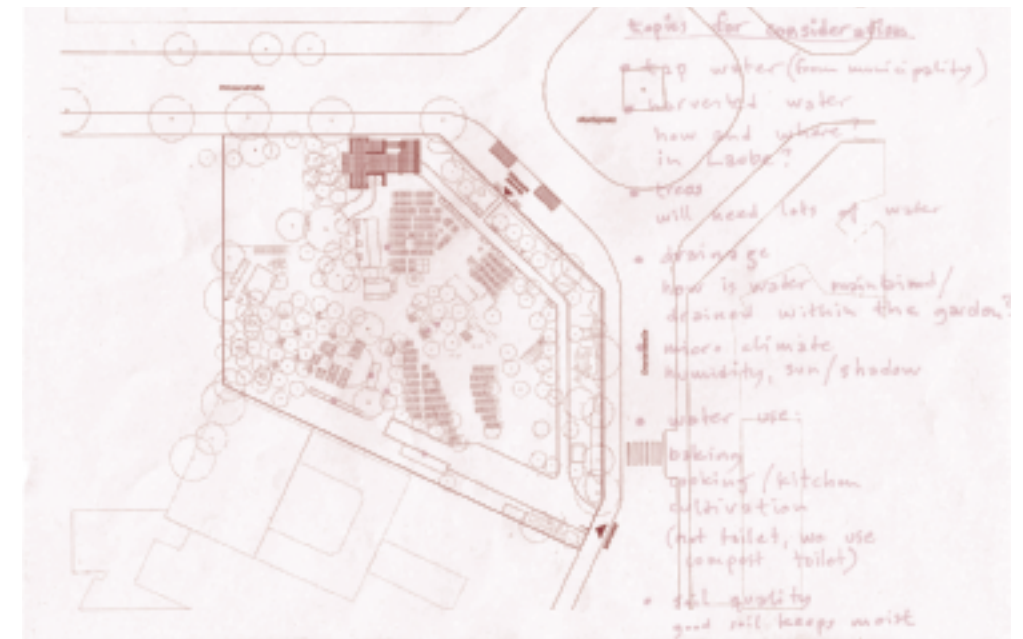 topics for consideration
tap water (from municipality)
harvested water
how and where?
in Laube?
trees
will need lots of water
drainage
how is water maintained/
drained within the garden?
micro climate
humidity, sun/shadow
water use:
baking
cooking/kitchen
cultivation
(not toilet, we use
compost toilet)
soil quality
good soil keeps moist